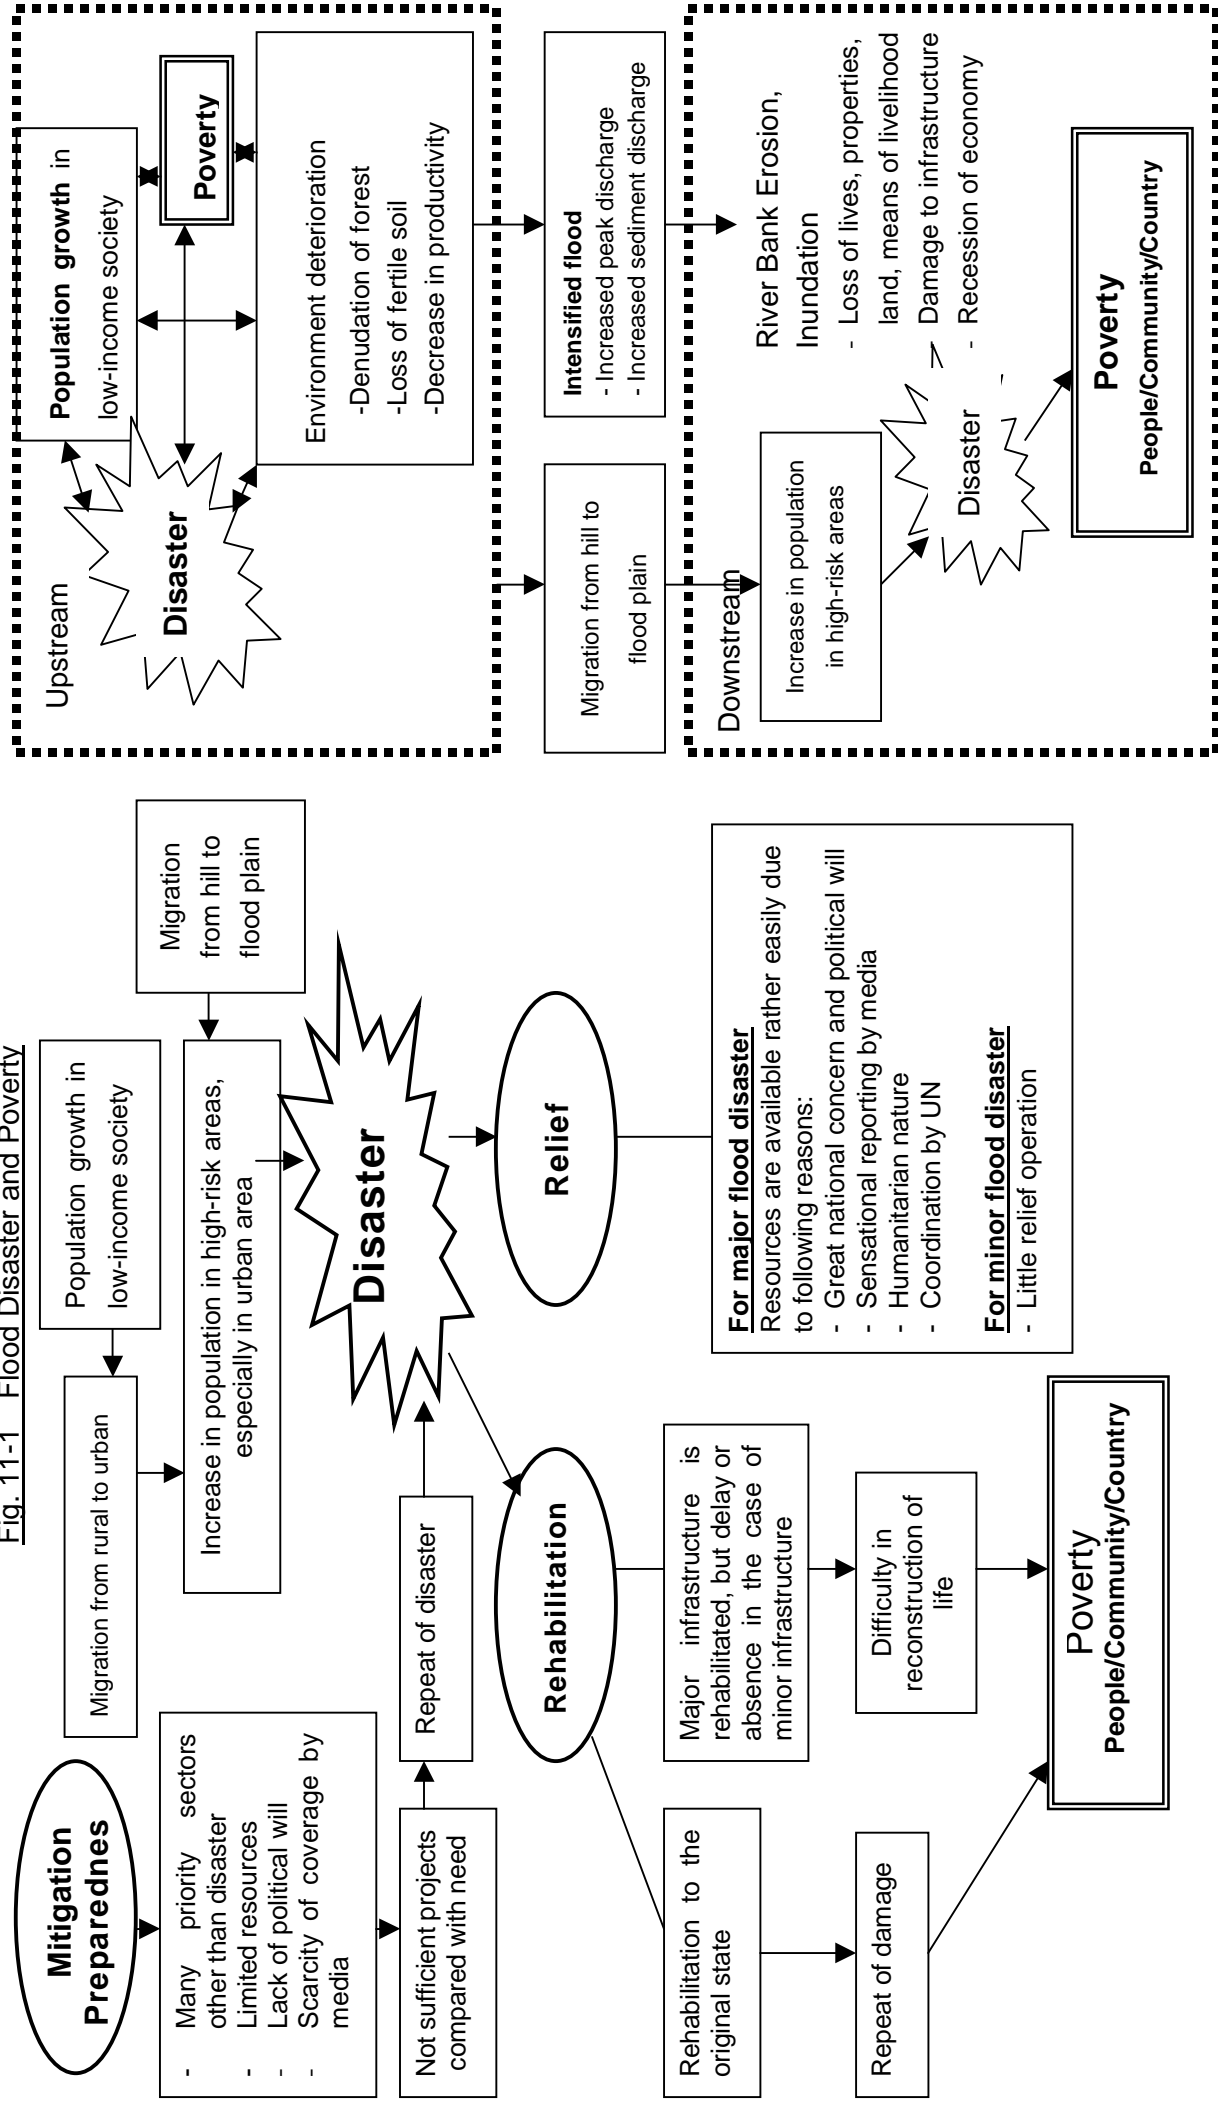 Fig. 11-1 Flood Disaster and Poverty
Mitigation
Preparednes
- Many priority sectors
other than disaster
- Limited resources
- Lack of political will
- Scarcity of coverage by
media
Not sufficient projects
compared with need
Migration from rural to urban
Population growth in
low-income society
Migration
from hill to
flood plain
Increase in population in high-risk areas,
especially in urban area
Repeat of disaster
Disaster
Rehabilitation
Relief
Rehabilitation to the
original state
Repeat of damage
Major infrastructure is
rehabilitated, but delay or
absence in the case of
minor infrastructure
Difficulty in
reconstruction of
life
Poverty
People/Community/Country
For major flood disaster
Resources are available rather easily due
to following reasons:
- Great national concern and political will
- Sensational reporting by media
- Humanitarian nature
- Coordination by UN
For minor flood disaster
- Little relief operation
Upstream
Disaster
Population growth in
low-income society
Poverty
Environment deterioration
-Denudation of forest
-Loss of fertile soil
-Decrease in productivity
Migration from hill to
flood plain
Intensified flood
- Increased peak discharge
- Increased sediment discharge
Downstream
Increase in population
in high-risk areas
River Bank Erosion,
Inundation
- Loss of lives, properties,
land, means of livelihood
- Damage to infrastructure
- Recession of economy
Disaster
Poverty
People/Community/Country